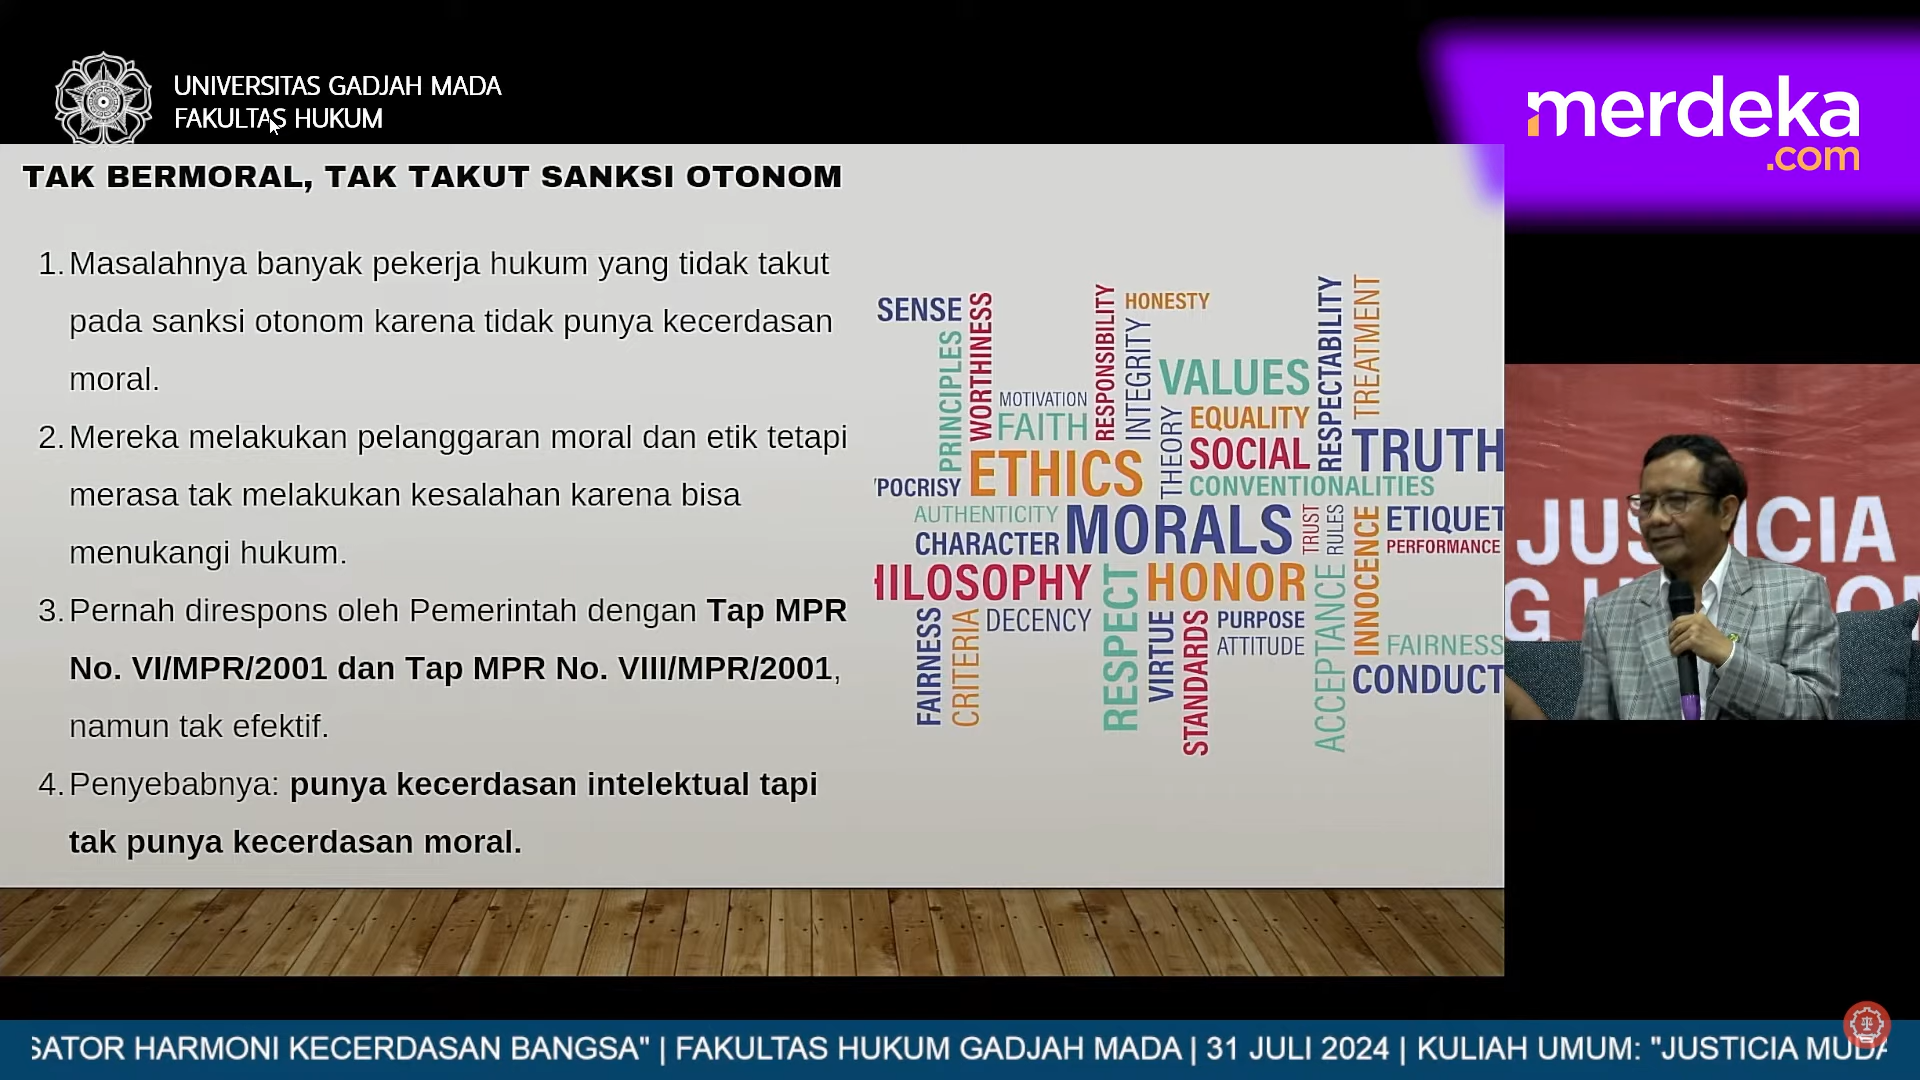 UNIVERSITAS GADJAH MADA
FAKULTAS HUKUM
merdeka
.com
TAK BERMORAL, TAK TAKUT SANKSI OTONOM
1. Masalahnya banyak pekerja hukum yang tidak takut
pada sanksi otonom karena tidak punya kecerdasan
moral.
2. Mereka melakukan pelanggaran moral dan etik tetapi
merasa tak melakukan kesalahan karena bisa
menukangi hukum.
3. Pernah direspons oleh Pemerintah dengan Tap MPR
No. VI/MPR/2001 dan Tap MPR No. VIII/MPR/2001,
namun tak efektif.
4. Penyebabnya: punya kecerdasan intelektual tapi
tak punya kecerdasan moral.
SENSE
PRINCIPLES
WORTHINESS
MOTIVATION
FAITH
RESPONSIBILITY
HONESTY
INTEGRITY
VALUES
THEORY
EQUALITY
SOCIAL
RESPECTABILITY
TREATMENT
TRUTH
YPOCRISY
ETHICS
CONVENTIONALITIES
AUTHENTICITY
CHARACTER
MORALS
TRUST
RULES
INNOCENCE
ETIQUET
PERFORMANCE
HILOSOPHY
RESPECT
HONOR
FAIRNESS
CRITERIA
DECENCY
VIRTUE
STANDARDS
PURPOSE
ATTITUDE
ACCEPTANCE
FAIRNESS
CONDUCT
SATOR HARMONI KECERDASAN BANGSA" | FAKULTAS HUKUM GADJAH MADA | 31 JULI 2024 | KULIAH UMUM: "JUSTICIA MUDA